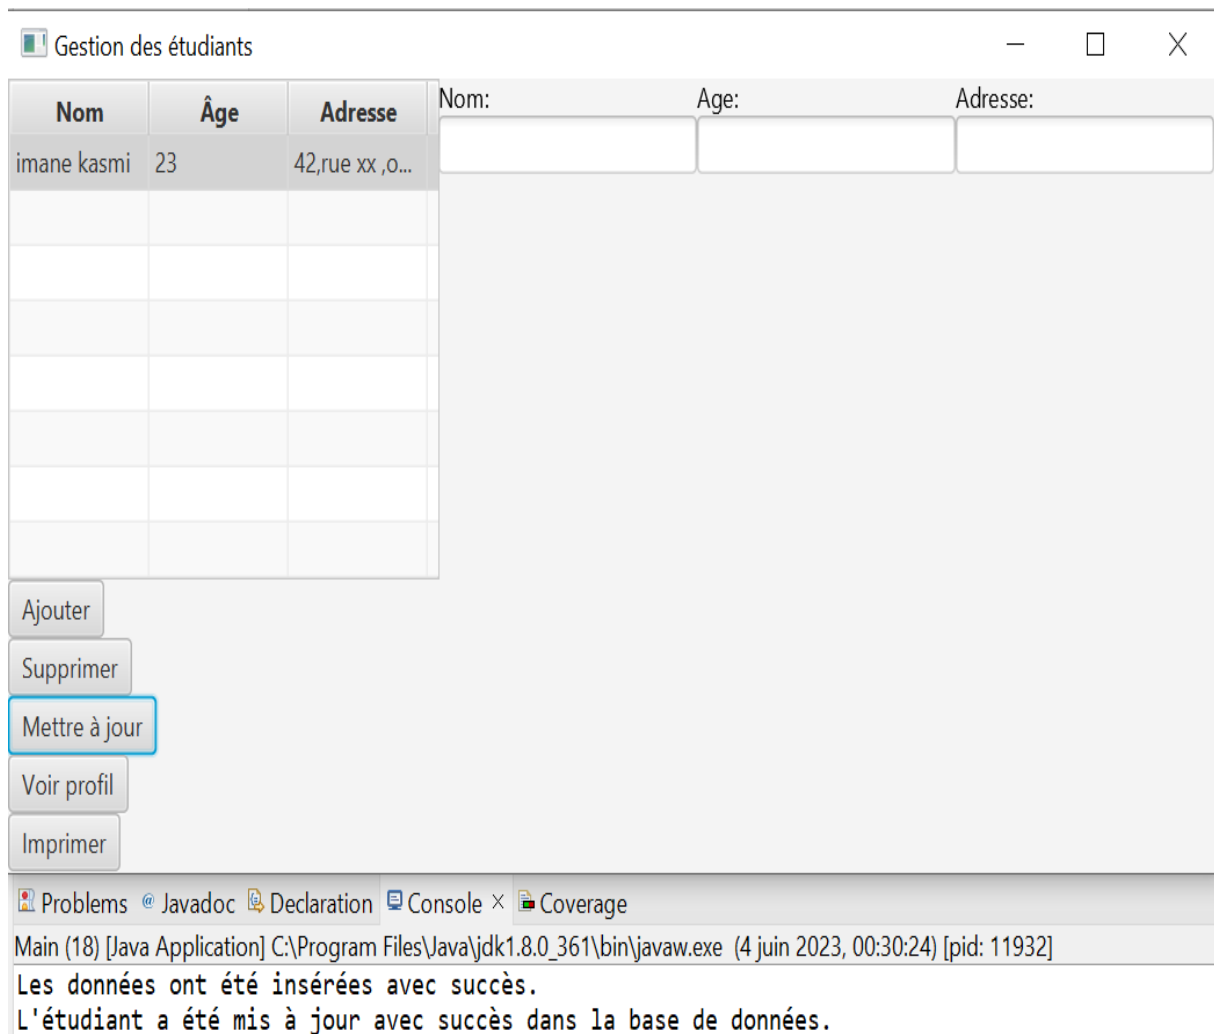 Gestion des étudiants
Nom Âge Adresse
imane kasmi 23 42,rue xx ,o...
Nom: Age: Adresse:
Ajouter
Supprimer
Mettre à jour
Voir profil
Imprimer
Problems @ Javadoc Declaration Console × Coverage
Main (18) [Java Application] C:\Program Files\Java\jdk1.8.0_361\bin\javaw.exe (4 juin 2023, 00:30:24) [pid: 11932]
Les données ont été insérées avec succès.
L'étudiant a été mis à jour avec succès dans la base de données.